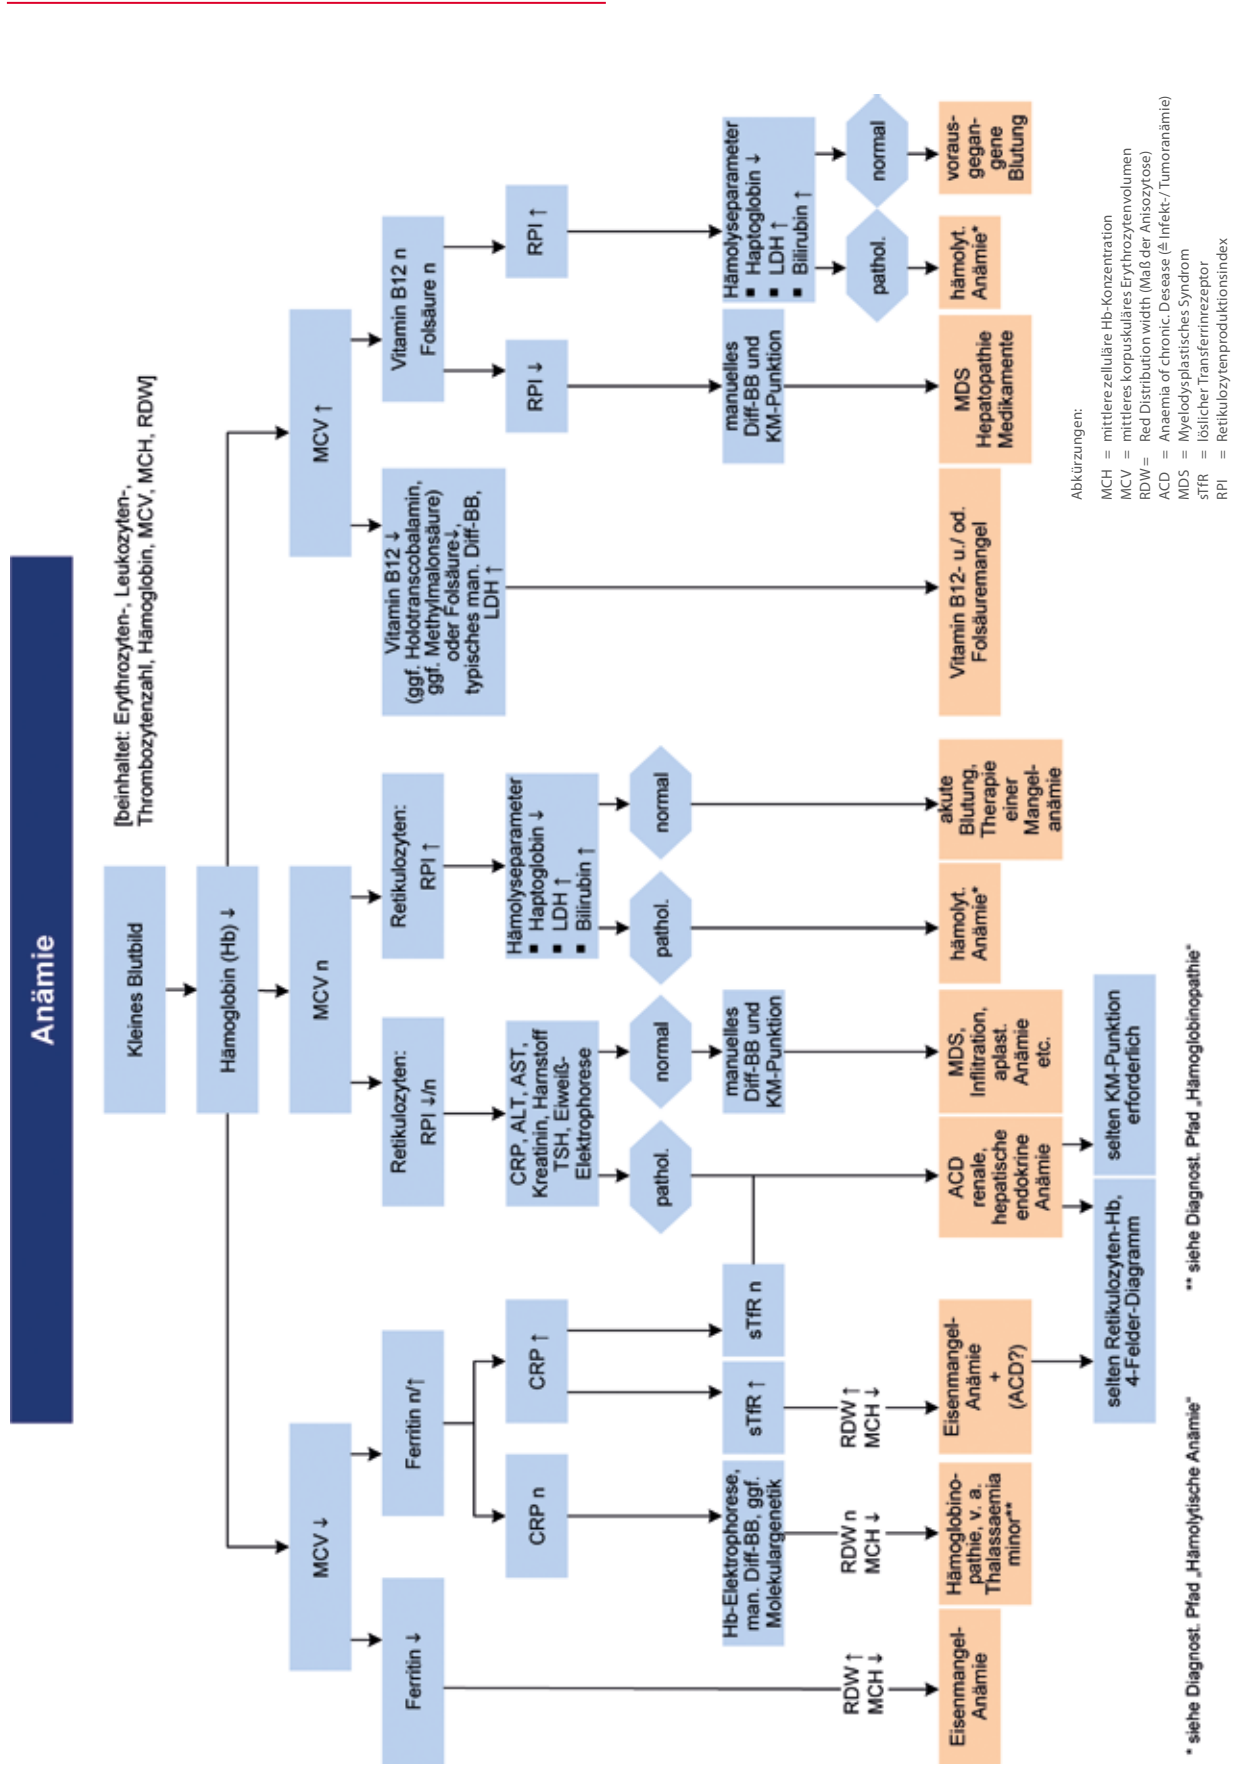 Anämie
Kleines Blutbild
[beinhaltet: Erythrozyten-, Leukozyten-,
Thrombozytenzahl, Hämoglobin, MCV, MCH, RDW]
Hämoglobin (Hb) ↓
MCV ↓
MCV n
MCV ↑
Ferritin ↓
Ferritin n/↑
Retikulozyten:
RPI ↓/n
Retikulozyten:
RPI ↑
Vitamin B12 ↓
(ggf. Holotranscobalamin,
ggf. Methylmalonsäure)
oder Folsäure↓,
typisches man. Diff-BB,
LDH ↑
Vitamin B12 n
Folsäure n
CRP n
CRP ↑
CRP, ALT, AST,
Kreatinin, Harnstoff
TSH, Eiweiß-
Elektrophorese
Hämolyseparameter
▪ Haptoglobin ↓
▪ LDH ↑
▪ Bilirubin ↑
RPI ↓
RPI ↑
pathol.
normal
pathol.
normal
Hb-Elektrophorese,
man. Diff-BB, ggf.
Molekulargenetik
sTfR ↑
sTfR n
manuelles
Diff-BB und
KM-Punktion
manuelles
Diff-BB und
KM-Punktion
Hämolyseparameter
▪ Haptoglobin ↓
▪ LDH ↑
▪ Bilirubin ↑
RDW ↑
MCH ↓
RDW n
MCH ↓
RDW ↑
MCH ↓
pathol.
normal
Eisenmangel-
Anämie
Hämoglobino-
pathie, v. a.
Thalassaemia
minor**
Eisenmangel-
Anämie
+
(ACD?)
ACD
renale,
hepatische
endokrine
Anämie
MDS,
Infiltration,
aplast.
Anämie
etc.
hämolyt.
Anämie*
akute
Blutung,
Therapie
einer
Mangel-
anämie
Vitamin B12- u./ od.
Folsäuremangel
MDS
Hepatopathie
Medikamente
hämolyt.
Anämie*
voraus-
gegan-
gene
Blutung
selten Retikulozyten-Hb,
4-Felder-Diagramm
selten KM-Punktion
erforderlich
* siehe Diagnost. Pfad „Hämolytische Anämie“
** siehe Diagnost. Pfad „Hämoglobinopathie“
Abkürzungen:
MCH = mittlere zelluläre Hb-Konzentration
MCV = mittleres korpuskuläres Erythrozytenvolumen
RDW = Red Distribution width (Maß der Anisozytose)
ACD = Anaemia of chronic. Desease (≙ Infekt-/ Tumoranämie)
MDS = Myelodysplastisches Syndrom
sTfR = löslicher Transferrinrezeptor
RPI = Retikulozytenproduktionsindex